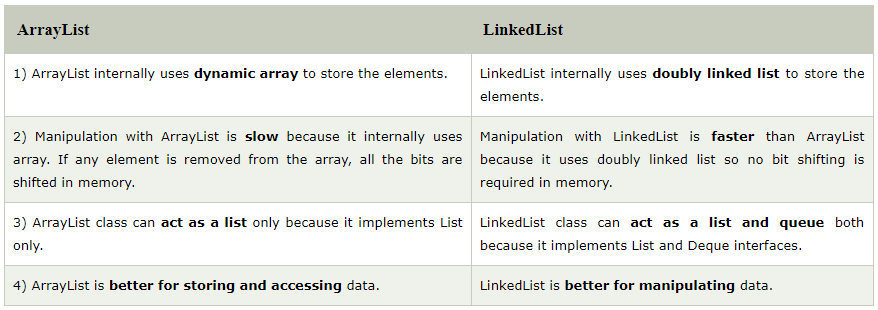 ArrayList
LinkedList
1) ArrayList internally uses dynamic array to store the elements.
LinkedList internally uses doubly linked list to store the
elements.
2) Manipulation with ArrayList is slow because it internally uses
array. If any element is removed from the array, all the bits are
shifted in memory.
Manipulation with LinkedList is faster than ArrayList
because it uses doubly linked list so no bit shifting is
required in memory.
3) ArrayList class can act as a list only because it implements List
only.
LinkedList class can act as a list and queue both
because it implements List and Deque interfaces.
4) ArrayList is better for storing and accessing data.
LinkedList is better for manipulating data.